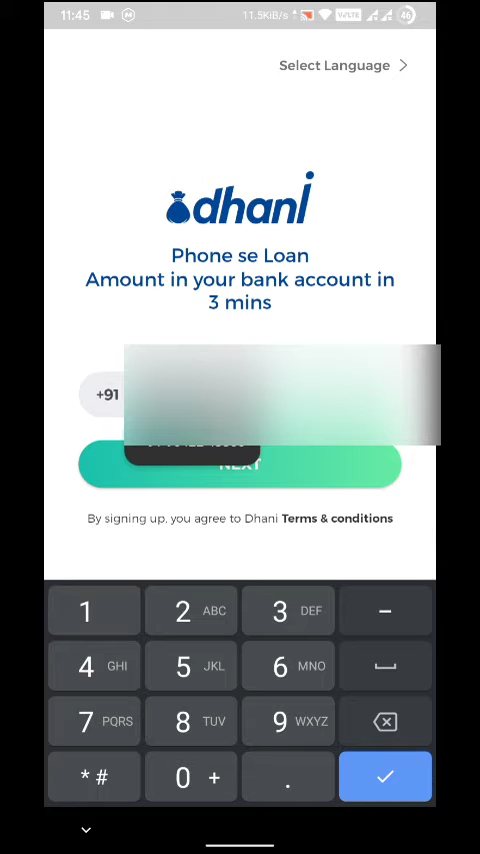 11:45 11.5KiB/s VoLTE 46
Select Language
dhani
Phone se Loan
Amount in your bank account in
3 mins
+91
NEXT
By signing up, you agree to Dhani Terms & conditions
1 2 ABC 3 DEF –
4 GHI 5 JKL 6 MNO
7 PQRS 8 TUV 9 WXYZ
* # 0 + .